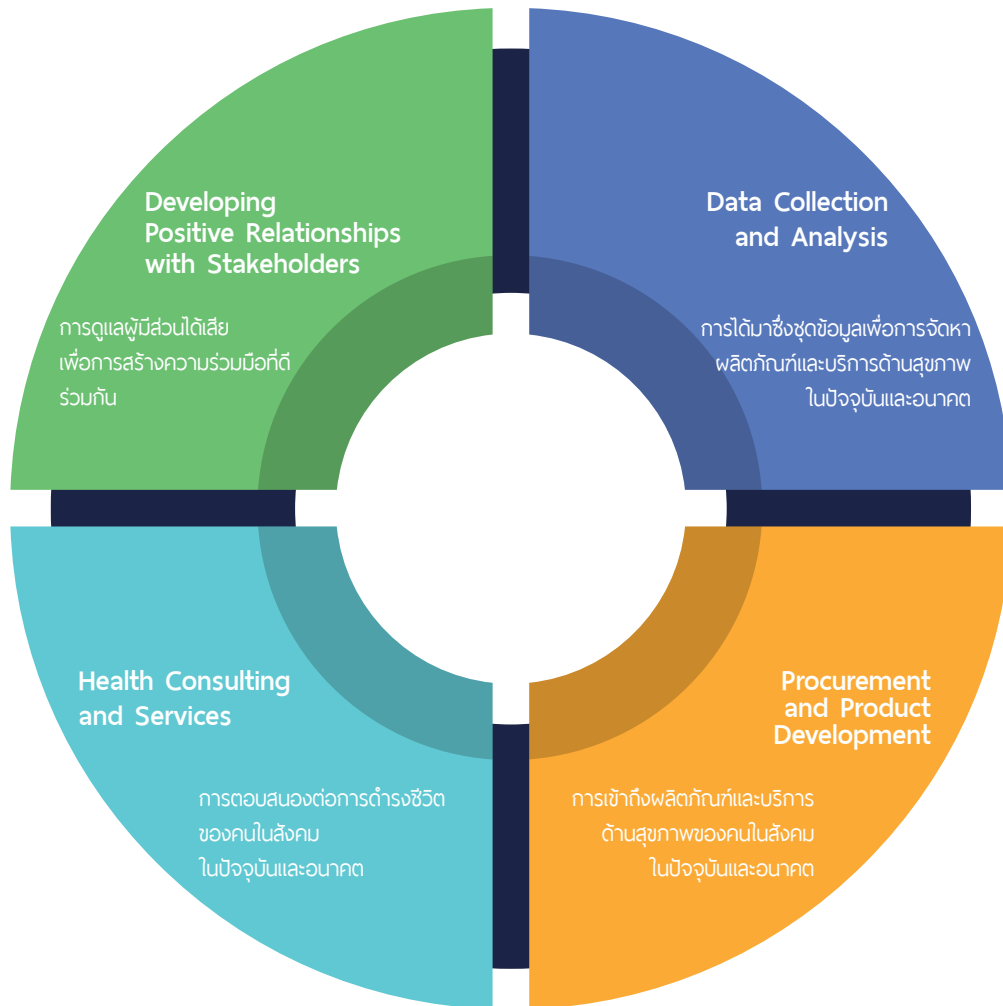 Developing
Positive Relationships
with Stakeholders
การดูแลผู้มีส่วนได้เสีย
เพื่อการสร้างความร่วมมือที่ดี
ร่วมกัน
Data Collection
and Analysis
การได้มาซึ่งชุดข้อมูลเพื่อการจัดหา
ผลิตภัณฑ์และบริการด้านสุขภาพ
ในปัจจุบันและอนาคต
Health Consulting
and Services
การตอบสนองต่อการดำรงชีวิต
ของคนในสังคม
ในปัจจุบันและอนาคต
Procurement
and Product
Development
การเข้าถึงผลิตภัณฑ์และบริการ
ด้านสุขภาพของคนในสังคม
ในปัจจุบันและอนาคต